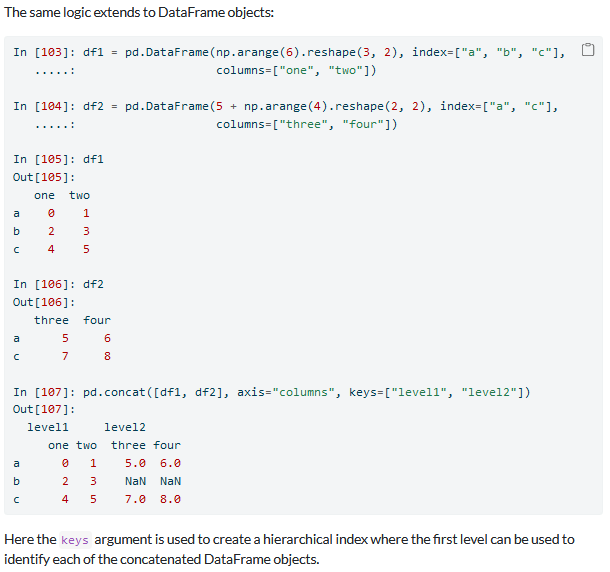 The same logic extends to DataFrame objects:
In [103]: df1 = pd.DataFrame(np.arange(6).reshape(3, 2), index=["a", "b", "c"],
   .....:                    columns=["one", "two"])
In [104]: df2 = pd.DataFrame(5 + np.arange(4).reshape(2, 2), index=["a", "c"],
   .....:                    columns=["three", "four"])
In [105]: df1
Out[105]:
   one  two
a    0    1
b    2    3
c    4    5
In [106]: df2
Out[106]:
   three  four
a      5     6
c      7     8
In [107]: pd.concat([df1, df2], axis="columns", keys=["level1", "level2"])
Out[107]:
  level1     level2
     one two  three four
a      0   1    5.0  6.0
b      2   3    NaN  NaN
c      4   5    7.0  8.0
Here the keys argument is used to create a hierarchical index where the first level can be used to
identify each of the concatenated DataFrame objects.